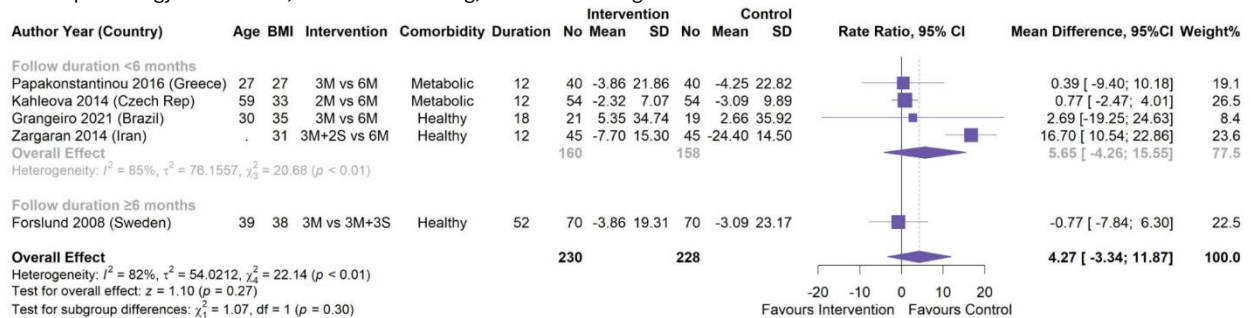 Intervention Control
Author Year (Country) Age BMI Intervention Comorbidity Duration No Mean SD No Mean SD Rate Ratio, 95% CI Mean Difference, 95%CI Weight%
Follow duration <6 months
Papakonstantinou 2016 (Greece) 27 27 3M vs 6M Metabolic 12 40 -3.86 21.86 40 -4.25 22.82 0.39 [ -9.40; 10.18] 19.1
Kahleova 2014 (Czech Rep) 59 33 2M vs 6M Metabolic 12 54 -2.32 7.07 54 -3.09 9.89 0.77 [ -2.47; 4.01] 26.5
Grangeiro 2021 (Brazil) 30 35 3M vs 6M Healthy 18 21 5.35 34.74 19 2.66 35.92 2.69 [-19.25; 24.63] 8.4
Zargaran 2014 (Iran) . 31 3M+2S vs 6M Healthy 12 45 -7.70 15.30 45 -24.40 14.50 16.70 [ 10.54; 22.86] 23.6
Overall Effect 160 158 5.65 [ -4.26; 15.55] 77.5
Heterogeneity: I² = 85%, τ² = 76.1557, χ²₃ = 20.68 (p < 0.01)
Follow duration ≥6 months
Forslund 2008 (Sweden) 39 38 3M vs 3M+3S Healthy 52 70 -3.86 19.31 70 -3.09 23.17 -0.77 [ -7.84; 6.30] 22.5
Overall Effect 230 228 4.27 [ -3.34; 11.87] 100.0
Heterogeneity: I² = 82%, τ² = 54.0212, χ²₄ = 22.14 (p < 0.01)
Test for overall effect: z = 1.10 (p = 0.27)
Test for subgroup differences: χ²₁ = 1.07, df = 1 (p = 0.30)
-20 -10 0 10 20
Favours Intervention Favours Control